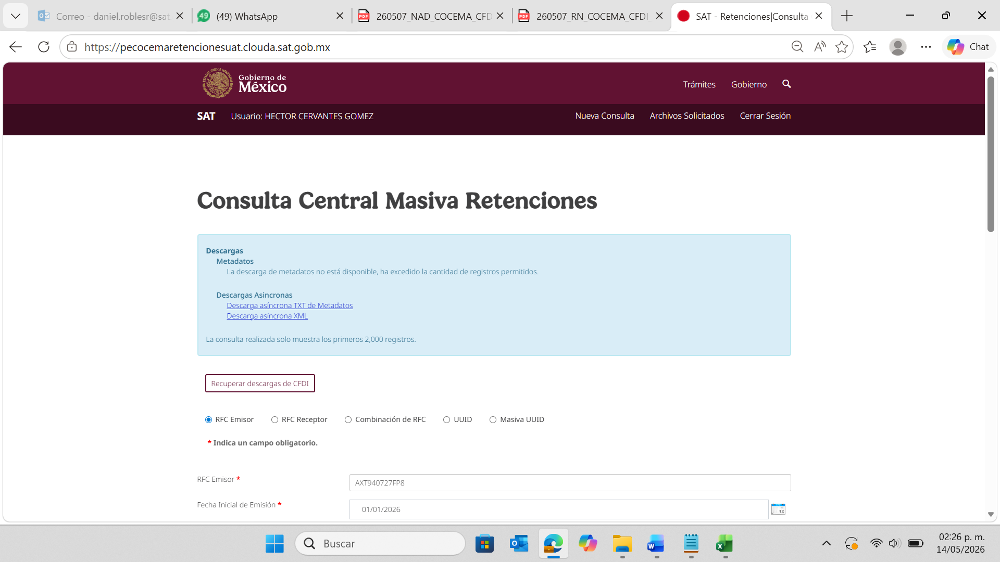 Correo - daniel.roblesr@sat.
(49) WhatsApp
260507_NAD_COCEMA_CFD
260507_RN_COCEMA_CFDI_
SAT - Retenciones|Consulta
https://pecocemaretencionesuat.clouda.sat.gob.mx
Chat
Gobierno de
México
Trámites
Gobierno
SAT
Usuario: HECTOR CERVANTES GOMEZ
Nueva Consulta
Archivos Solicitados
Cerrar Sesión
Consulta Central Masiva Retenciones
Descargas
Metadatos
La descarga de metadatos no está disponible, ha excedido la cantidad de registros permitidos.
Descargas Asincronas
Descarga asíncrona TXT de Metadatos
Descarga asíncrona XML
La consulta realizada solo muestra los primeros 2,000 registros.
Recuperar descargas de CFDI
RFC Emisor
RFC Receptor
Combinación de RFC
UUID
Masiva UUID
* Indica un campo obligatorio.
RFC Emisor *
AXT940727FP8
Fecha Inicial de Emisión *
01/01/2026
12
Buscar
02:26 p. m.
14/05/2026